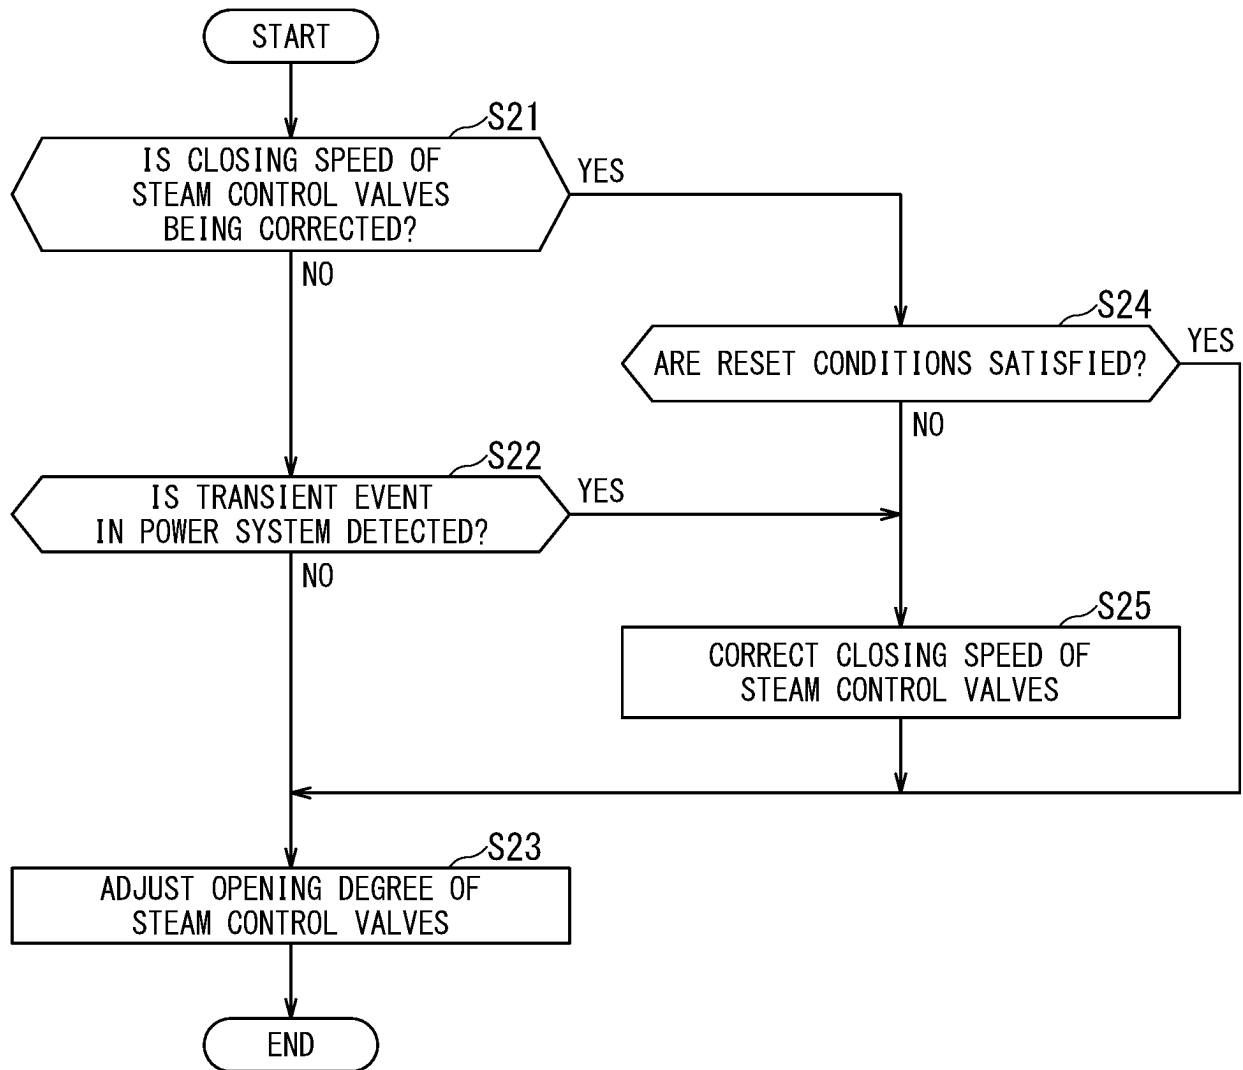 START
S21
IS CLOSING SPEED OF
STEAM CONTROL VALVES
BEING CORRECTED?
YES
NO
S24
ARE RESET CONDITIONS SATISFIED?
YES
NO
S22
IS TRANSIENT EVENT
IN POWER SYSTEM DETECTED?
YES
NO
S25
CORRECT CLOSING SPEED OF
STEAM CONTROL VALVES
S23
ADJUST OPENING DEGREE OF
STEAM CONTROL VALVES
END